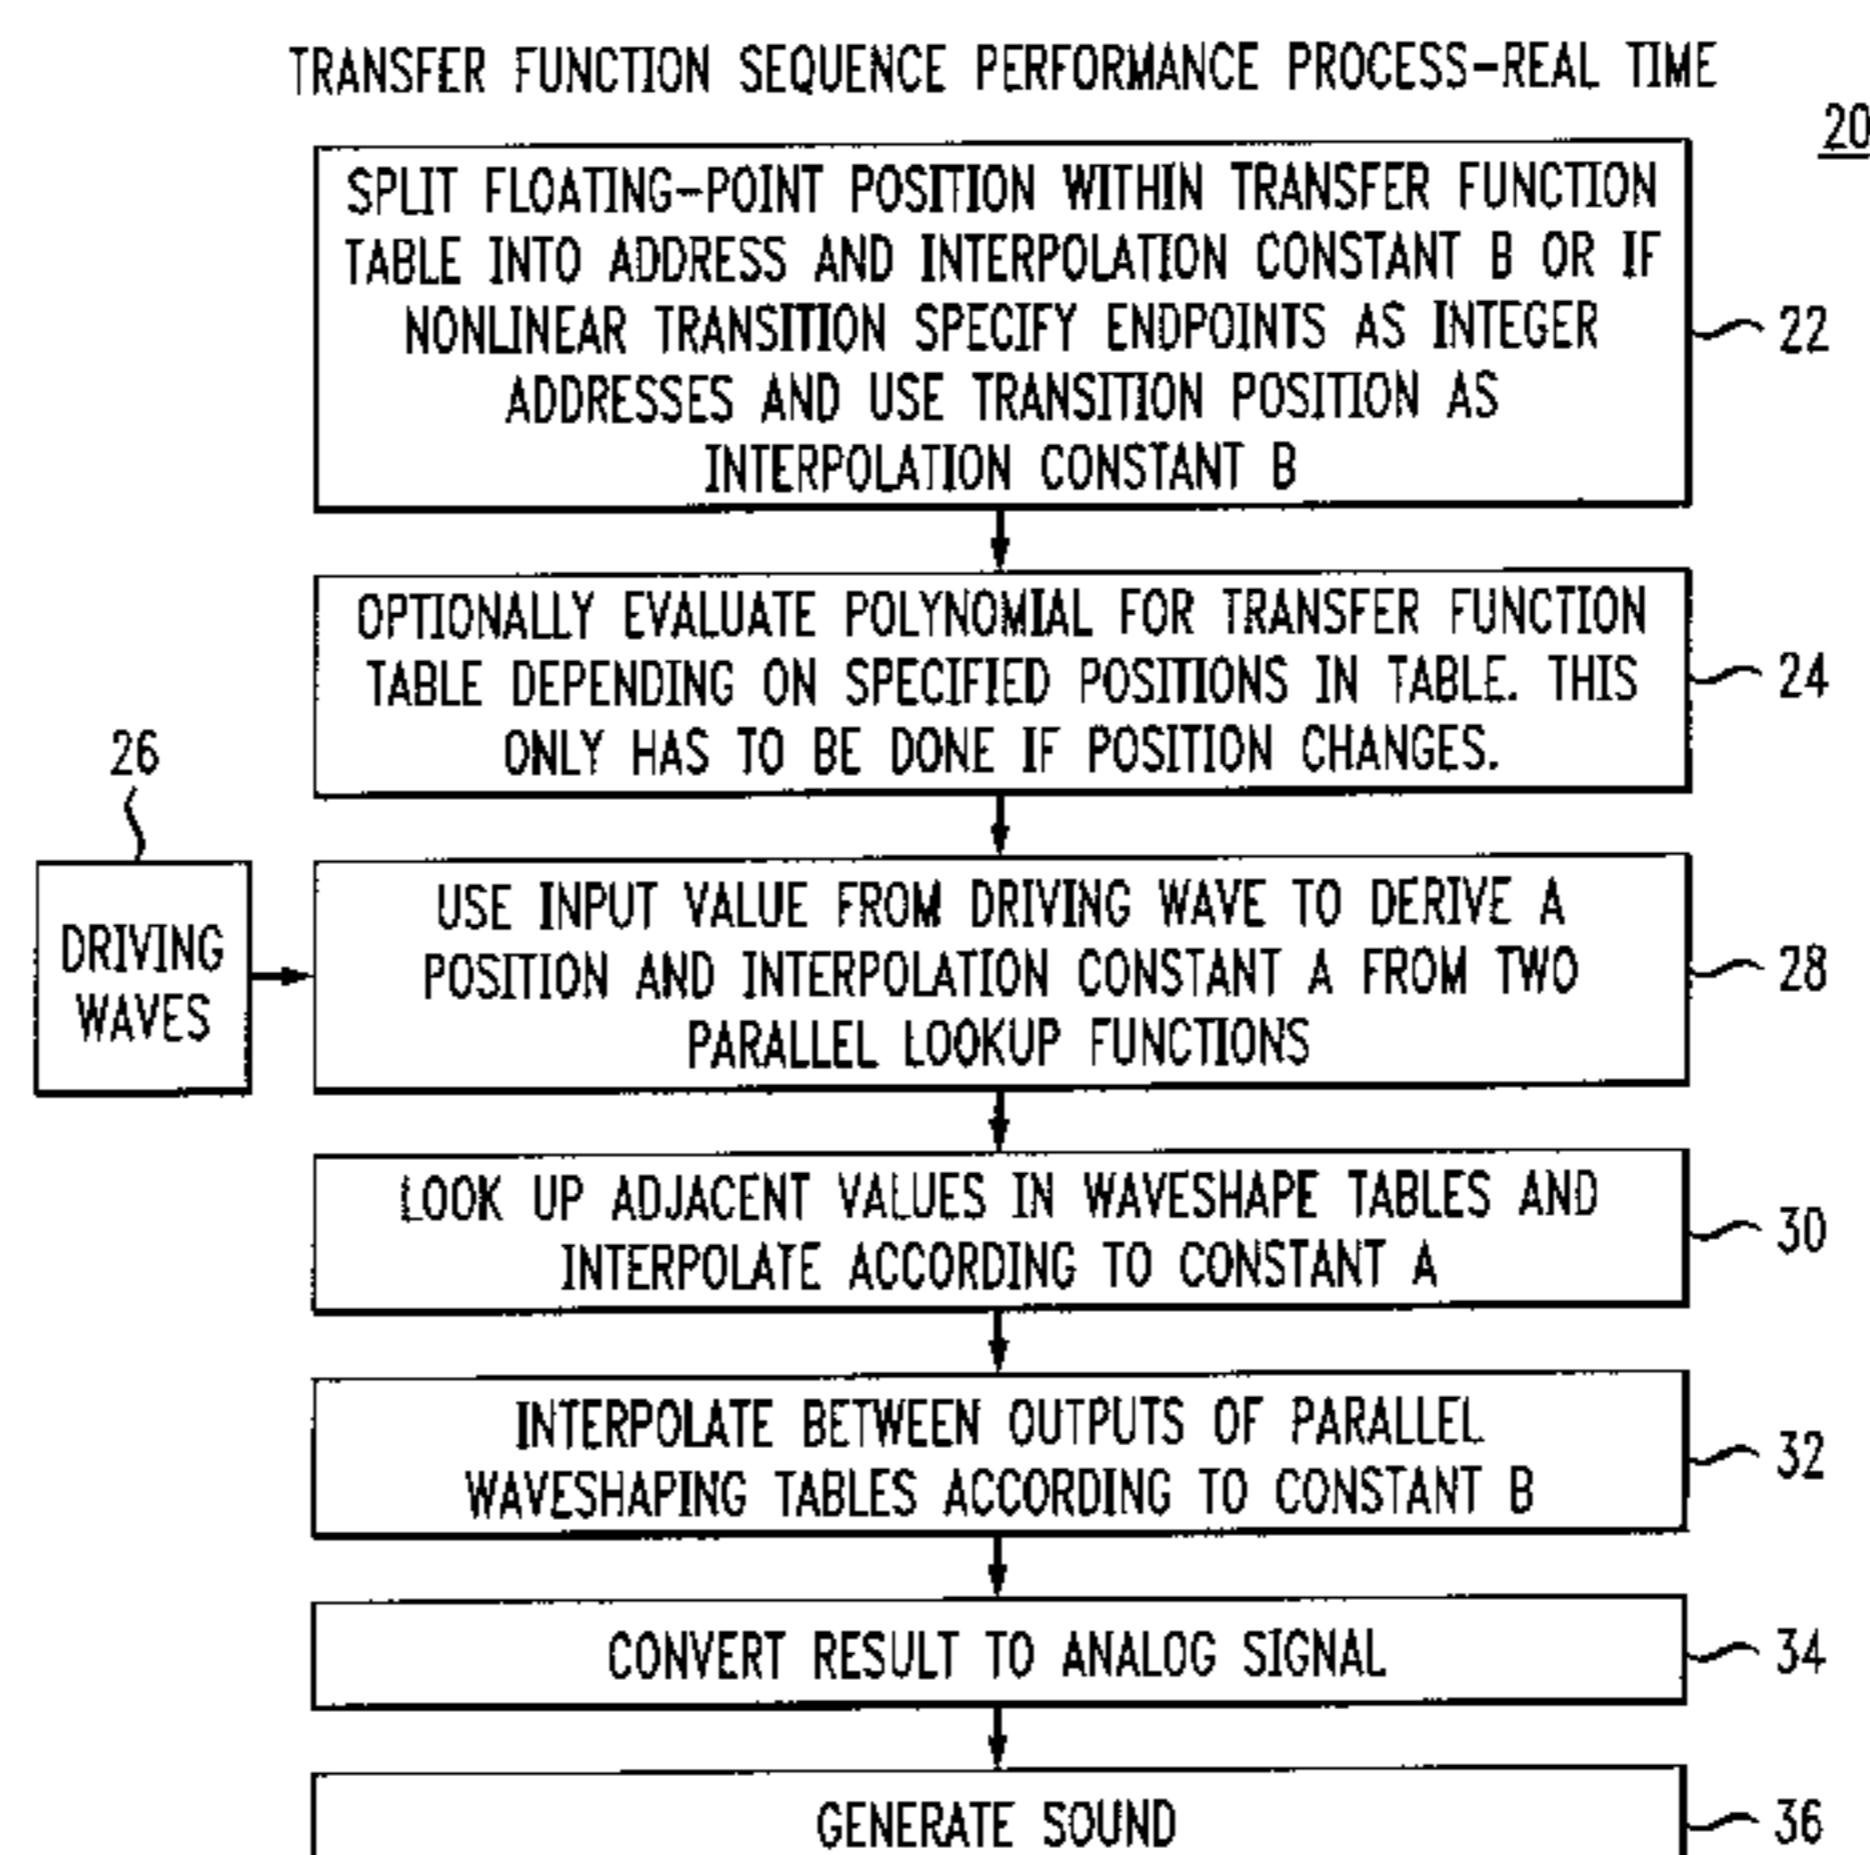 TRANSFER FUNCTION SEQUENCE PERFORMANCE PROCESS-REAL TIME
20
SPLIT FLOATING-POINT POSITION WITHIN TRANSFER FUNCTION
TABLE INTO ADDRESS AND INTERPOLATION CONSTANT B OR IF
NONLINEAR TRANSITION SPECIFY ENDPOINTS AS INTEGER
ADDRESSES AND USE TRANSITION POSITION AS
INTERPOLATION CONSTANT B
22
OPTIONALLY EVALUATE POLYNOMIAL FOR TRANSFER FUNCTION
TABLE DEPENDING ON SPECIFIED POSITIONS IN TABLE. THIS
ONLY HAS TO BE DONE IF POSITION CHANGES.
24
26
DRIVING
WAVES
USE INPUT VALUE FROM DRIVING WAVE TO DERIVE A
POSITION AND INTERPOLATION CONSTANT A FROM TWO
PARALLEL LOOKUP FUNCTIONS
28
LOOK UP ADJACENT VALUES IN WAVESHAPE TABLES AND
INTERPOLATE ACCORDING TO CONSTANT A
30
INTERPOLATE BETWEEN OUTPUTS OF PARALLEL
WAVESHAPING TABLES ACCORDING TO CONSTANT B
32
CONVERT RESULT TO ANALOG SIGNAL
34
GENERATE SOUND
36